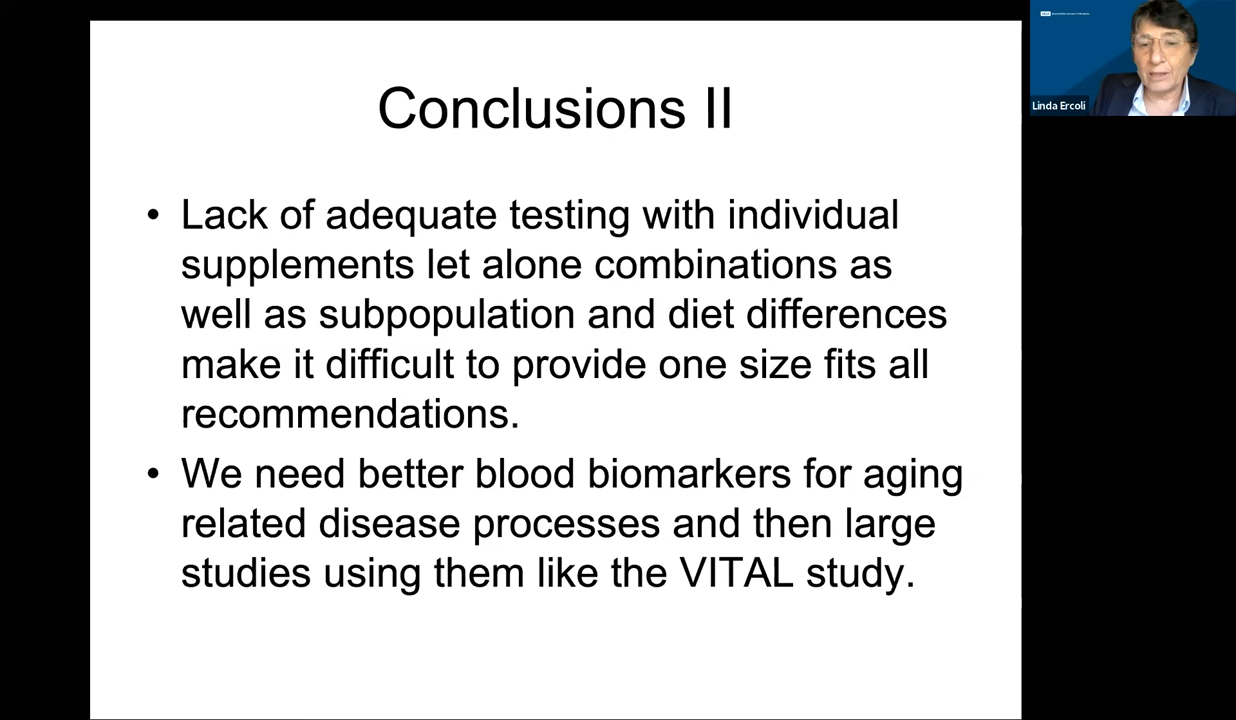 Conclusions II
• Lack of adequate testing with individual
supplements let alone combinations as
well as subpopulation and diet differences
make it difficult to provide one size fits all
recommendations.
• We need better blood biomarkers for aging
related disease processes and then large
studies using them like the VITAL study.
Linda Ercoli